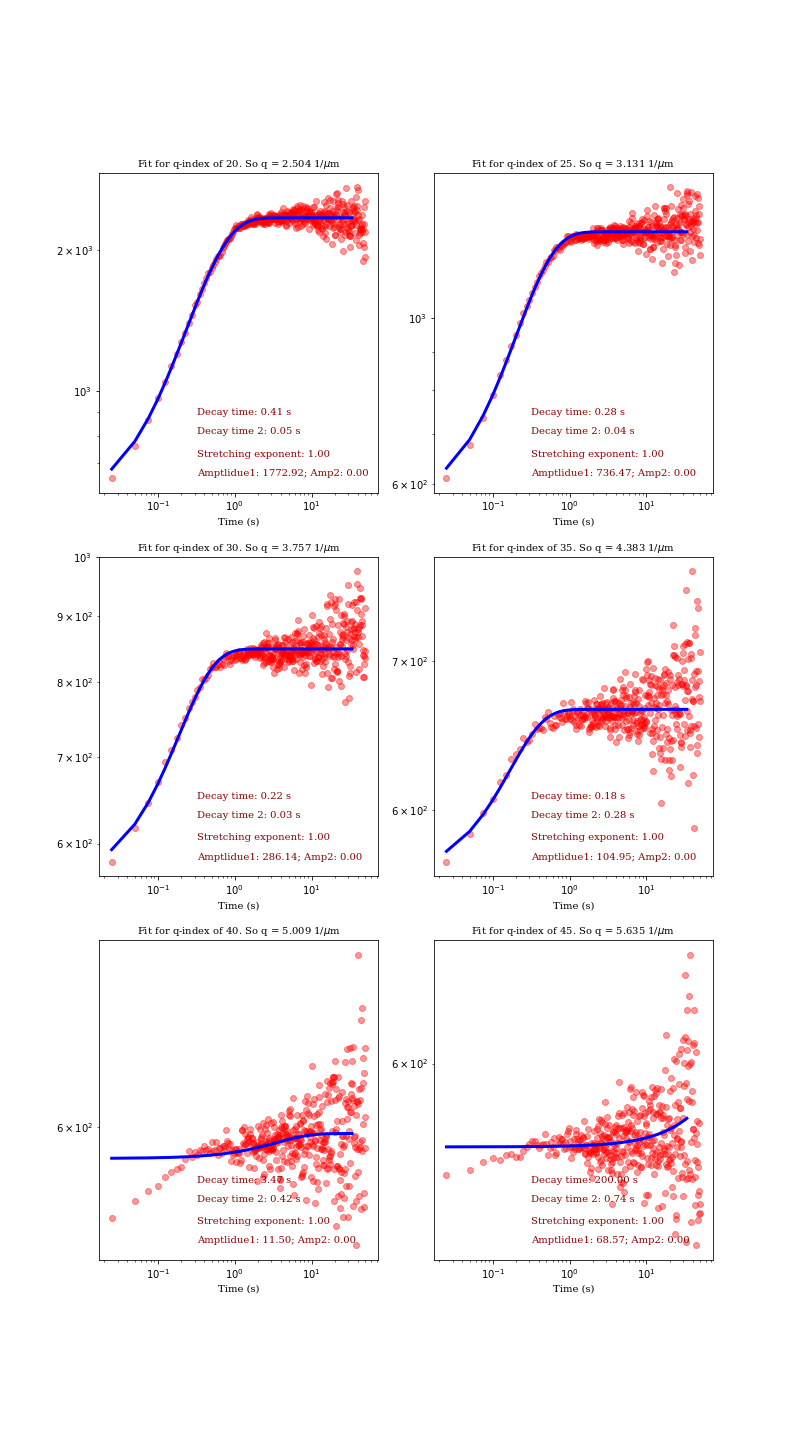 Fit for q-index of 20. So q = 2.504 1/μm
2 × 10³
10³
Decay time: 0.41 s
Decay time 2: 0.05 s
Stretching exponent: 1.00
Amptlidue1: 1772.92; Amp2: 0.00
10⁻¹ 10⁰ 10¹
Time (s)
Fit for q-index of 25. So q = 3.131 1/μm
10³
6 × 10²
Decay time: 0.28 s
Decay time 2: 0.04 s
Stretching exponent: 1.00
Amptlidue1: 736.47; Amp2: 0.00
10⁻¹ 10⁰ 10¹
Time (s)
Fit for q-index of 30. So q = 3.757 1/μm
10³
9 × 10²
8 × 10²
7 × 10²
6 × 10²
Decay time: 0.22 s
Decay time 2: 0.03 s
Stretching exponent: 1.00
Amptlidue1: 286.14; Amp2: 0.00
10⁻¹ 10⁰ 10¹
Time (s)
Fit for q-index of 35. So q = 4.383 1/μm
7 × 10²
6 × 10²
Decay time: 0.18 s
Decay time 2: 0.28 s
Stretching exponent: 1.00
Amptlidue1: 104.95; Amp2: 0.00
10⁻¹ 10⁰ 10¹
Time (s)
Fit for q-index of 40. So q = 5.009 1/μm
6 × 10²
Decay time: 3.47 s
Decay time 2: 0.42 s
Stretching exponent: 1.00
Amptlidue1: 11.50; Amp2: 0.00
10⁻¹ 10⁰ 10¹
Time (s)
Fit for q-index of 45. So q = 5.635 1/μm
6 × 10²
Decay time: 200.00 s
Decay time 2: 0.74 s
Stretching exponent: 1.00
Amptlidue1: 68.57; Amp2: 0.00
10⁻¹ 10⁰ 10¹
Time (s)